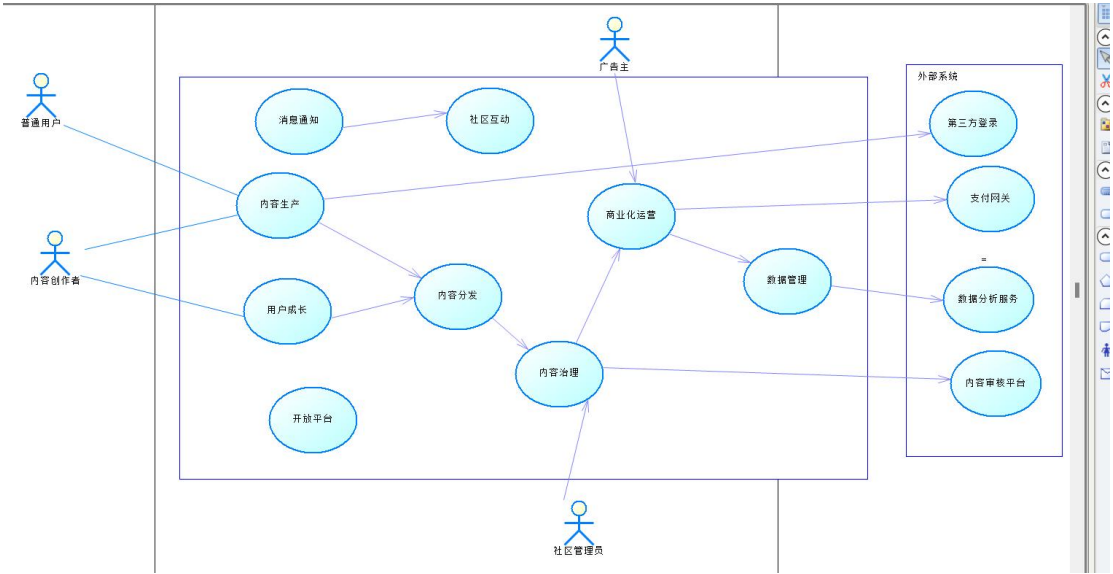 广告主
外部系统
普通用户
消息通知
社区互动
第三方登录
内容生产
商业化运营
支付网关
内容创作者
=
用户成长
内容分发
数据管理
数据分析服务
内容治理
内容审核平台
开放平台
社区管理员